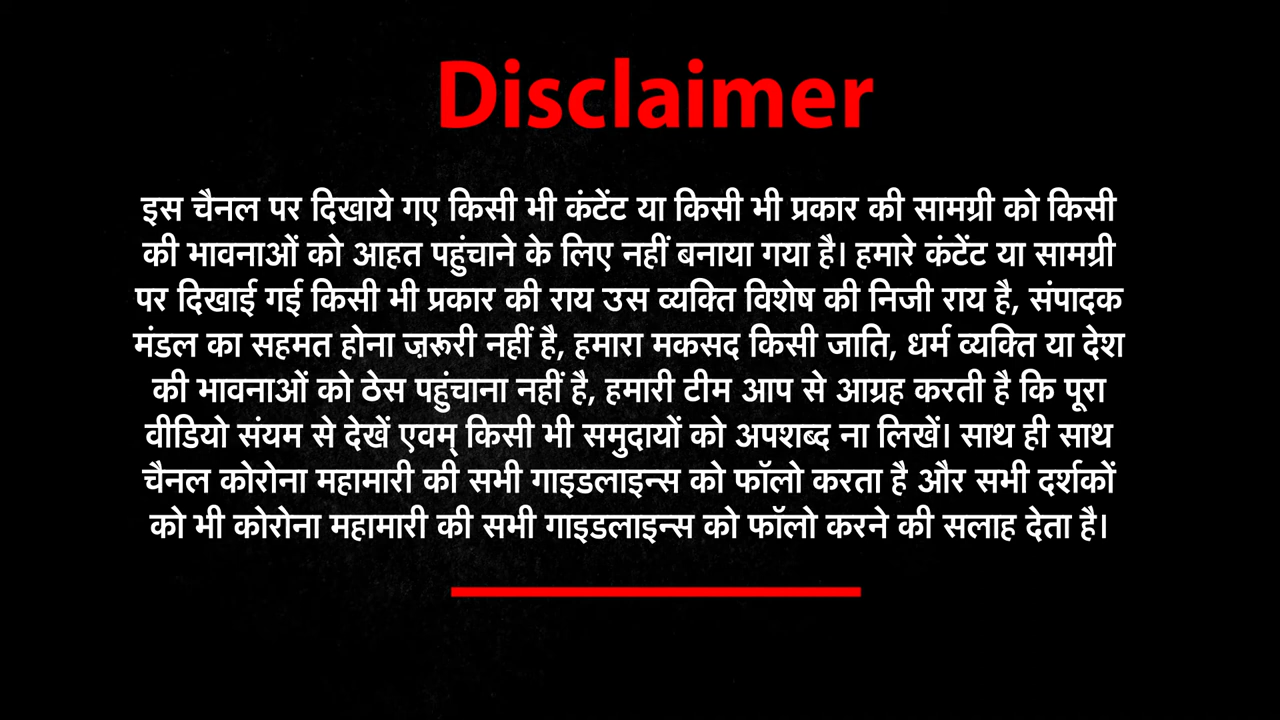 Disclaimer
इस चैनल पर दिखाये गए किसी भी कंटेंट या किसी भी प्रकार की सामग्री को किसी
की भावनाओं को आहत पहुंचाने के लिए नहीं बनाया गया है। हमारे कंटेंट या सामग्री
पर दिखाई गई किसी भी प्रकार की राय उस व्यक्ति विशेष की निजी राय है, संपादक
मंडल का सहमत होना ज़रूरी नहीं है, हमारा मकसद किसी जाति, धर्म व्यक्ति या देश
की भावनाओं को ठेस पहुंचाना नहीं है, हमारी टीम आप से आग्रह करती है कि पूरा
वीडियो संयम से देखें एवम् किसी भी समुदायों को अपशब्द ना लिखें। साथ ही साथ
चैनल कोरोना महामारी की सभी गाइडलाइन्स को फॉलो करता है और सभी दर्शकों
को भी कोरोना महामारी की सभी गाइडलाइन्स को फॉलो करने की सलाह देता है।